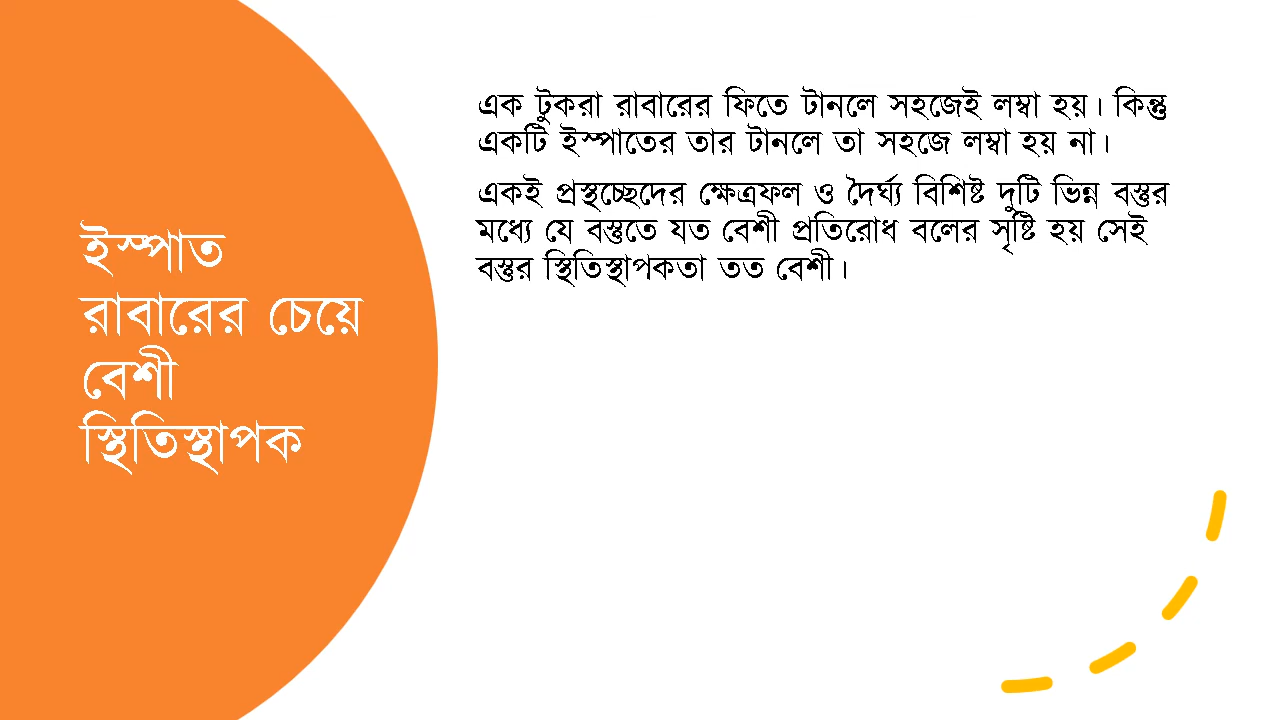 ইস্পাত
রাবারের চেয়ে
বেশী
স্থিতিস্থাপক
এক টুকরা রাবারের ফিতে টানলে সহজেই লম্বা হয়। কিন্তু
একটি ইস্পাতের তার টানলে তা সহজে লম্বা হয় না।
একই প্রস্থচ্ছেদের ক্ষেত্রফল ও দৈর্ঘ্য বিশিষ্ট দুটি ভিন্ন বস্তুর
মধ্যে যে বস্তুতে যত বেশী প্রতিরোধ বলের সৃষ্টি হয় সেই
বস্তুর স্থিতিস্থাপকতা তত বেশী।